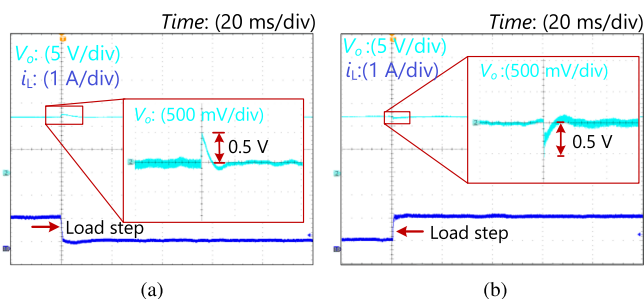 Time: (20 ms/div)
Vo: (5 V/div)
iL: (1 A/div)
Vo: (500 mV/div)
0.5 V
Load step
(a)
Time: (20 ms/div)
Vo:(5 V/div)
iL:(1 A/div)
Vo:(500 mV/div)
0.5 V
Load step
(b)